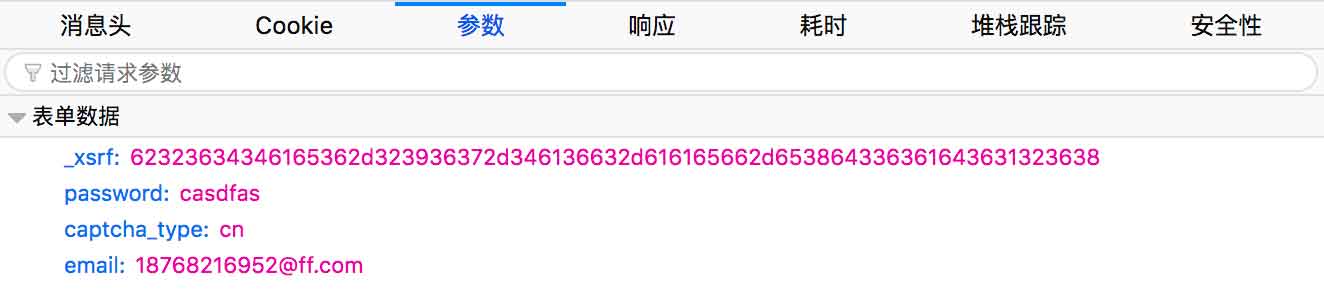 消息头 Cookie 参数 响应 耗时 堆栈跟踪 安全性
过滤请求参数
表单数据
_xsrf: 62323634346165362d323936372d346136632d616165662d653864336361643631323638
password: casdfas
captcha_type: cn
email: 18768216952@ff.com